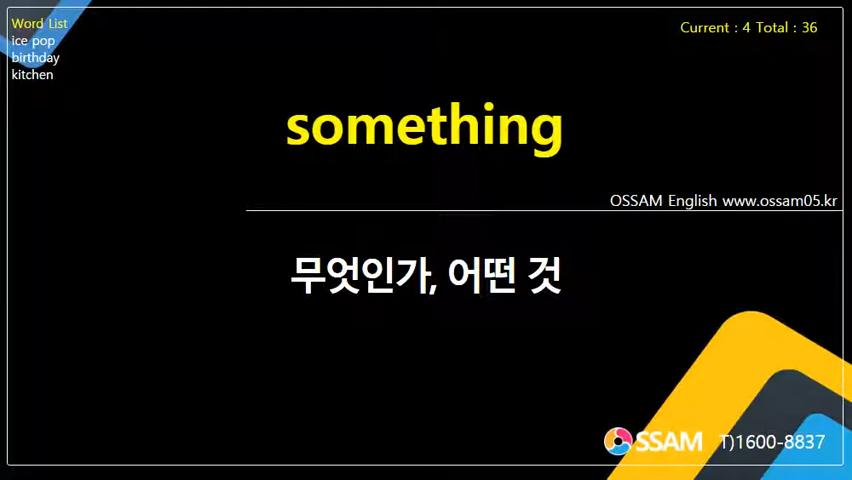 Word List
ice pop
birthday
kitchen
Current : 4 Total : 36
something
OSSAM English www.ossam05.kr
무엇인가, 어떤 것
OSSAM T)1600-8837